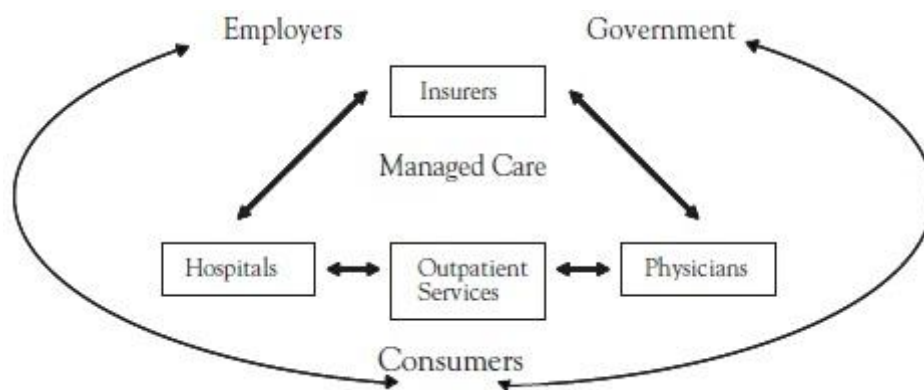 Employers
Government
Insurers
Managed Care
Hospitals
Outpatient
Services
Physicians
Consumers